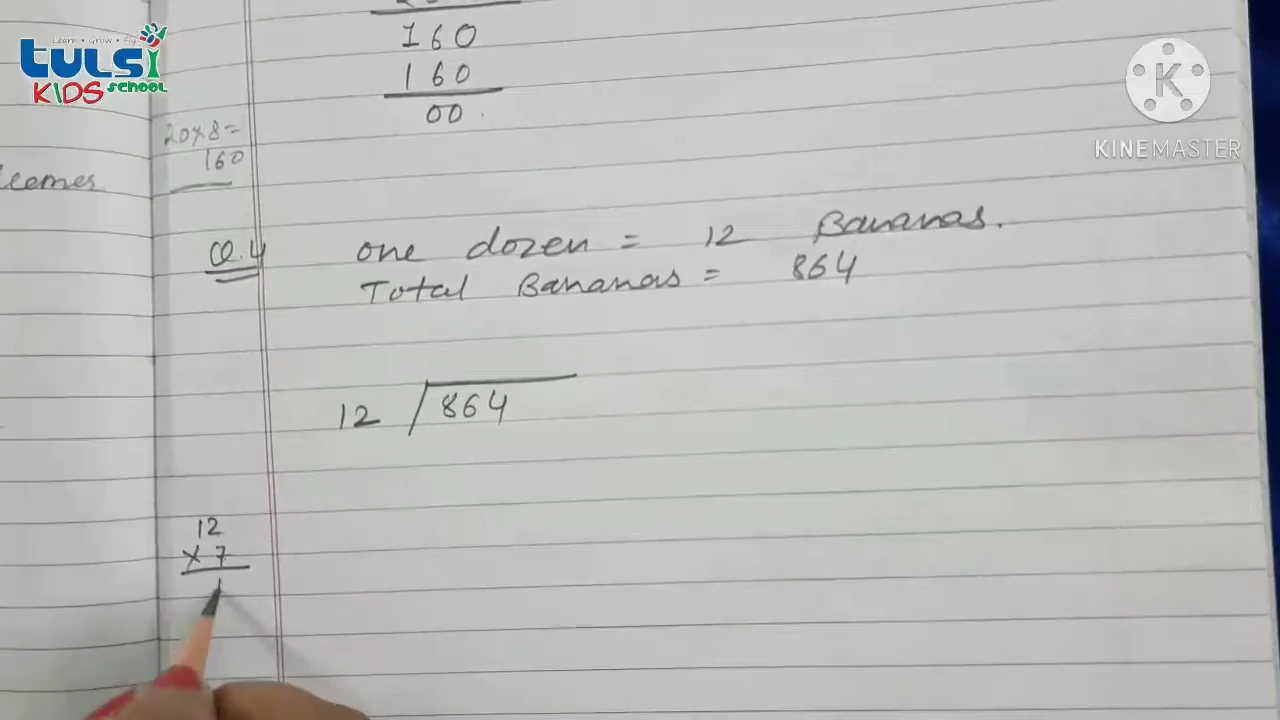 Learn • Grow • Fly
TULSI
KIDS SCHOOL
K
KINEMASTER
160
160
00
20x8=
160
Q.4 one dozen = 12 Bananas.
Total Bananas = 864
12 / 864
12
x 7